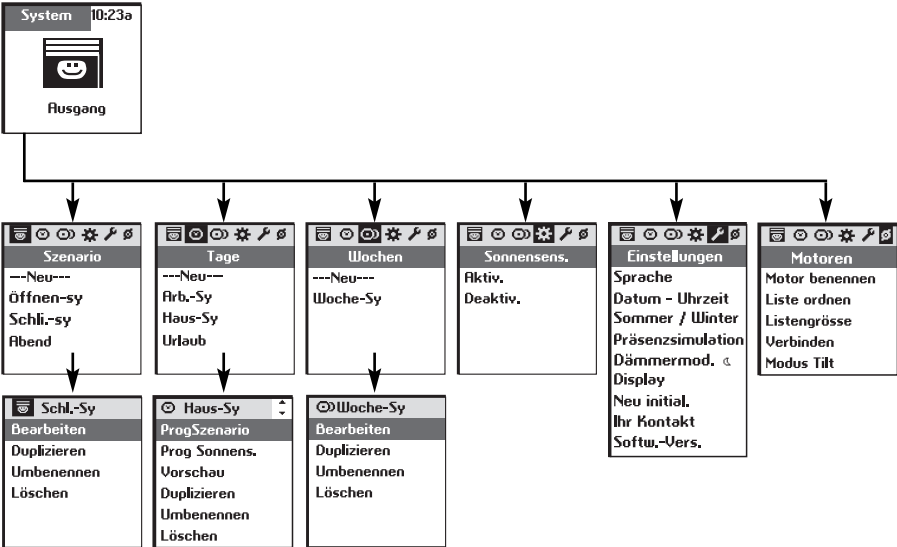 System 10:23a
Ausgang
Szenario
---Neu---
Öffnen-sy
Schli.-sy
Abend
Tage
---Neu---
Arb.-Sy
Haus-Sy
Urlaub
Wochen
---Neu---
Woche-Sy
Sonnensens.
Aktiv.
Deaktiv.
Einstellungen
Sprache
Datum - Uhrzeit
Sommer / Winter
Präsenzsimulation
Dämmermod.
Display
Neu initial.
Ihr Kontakt
Softw.-Vers.
Motoren
Motor benennen
Liste ordnen
Listengrösse
Verbinden
Modus Tilt
Schl.-Sy
Bearbeiten
Duplizieren
Umbenennen
Löschen
Haus-Sy
ProgSzenario
Prog Sonnens.
Vorschau
Duplizieren
Umbenennen
Löschen
Woche-Sy
Bearbeiten
Duplizieren
Umbenennen
Löschen